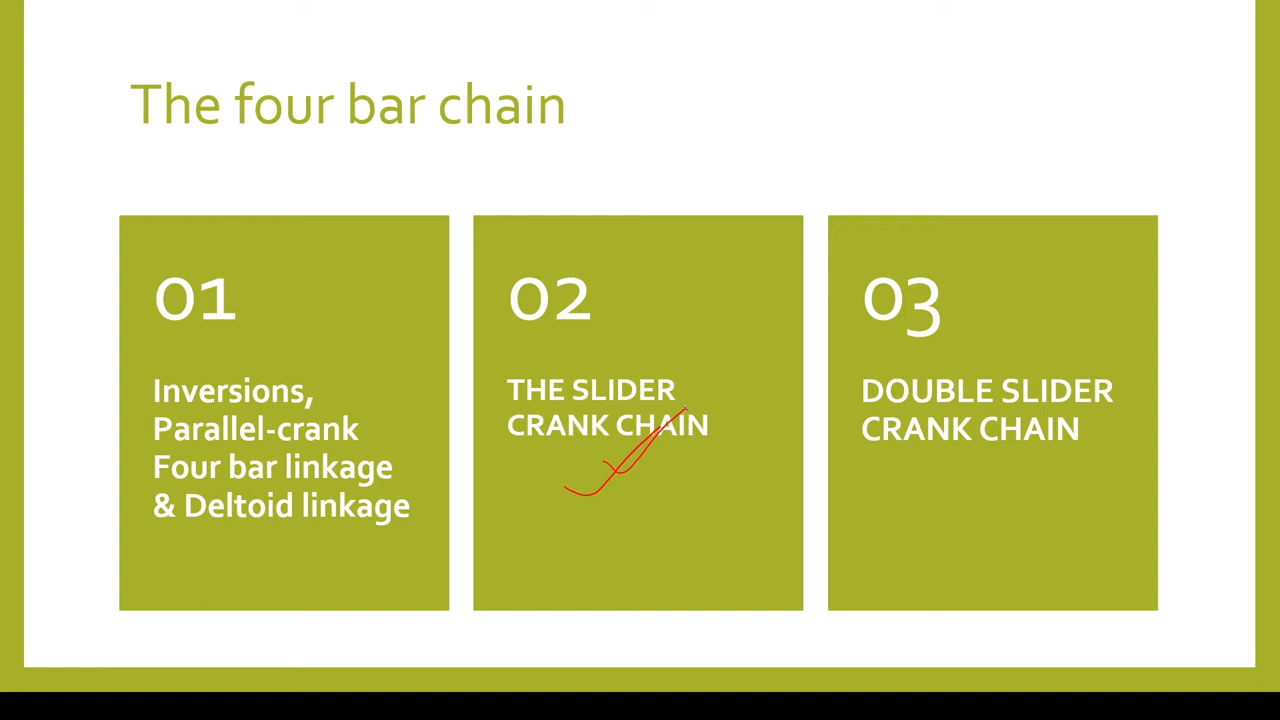 The four bar chain
01
Inversions,
Parallel-crank
Four bar linkage
& Deltoid linkage
02
THE SLIDER
CRANK CHAIN
03
DOUBLE SLIDER
CRANK CHAIN